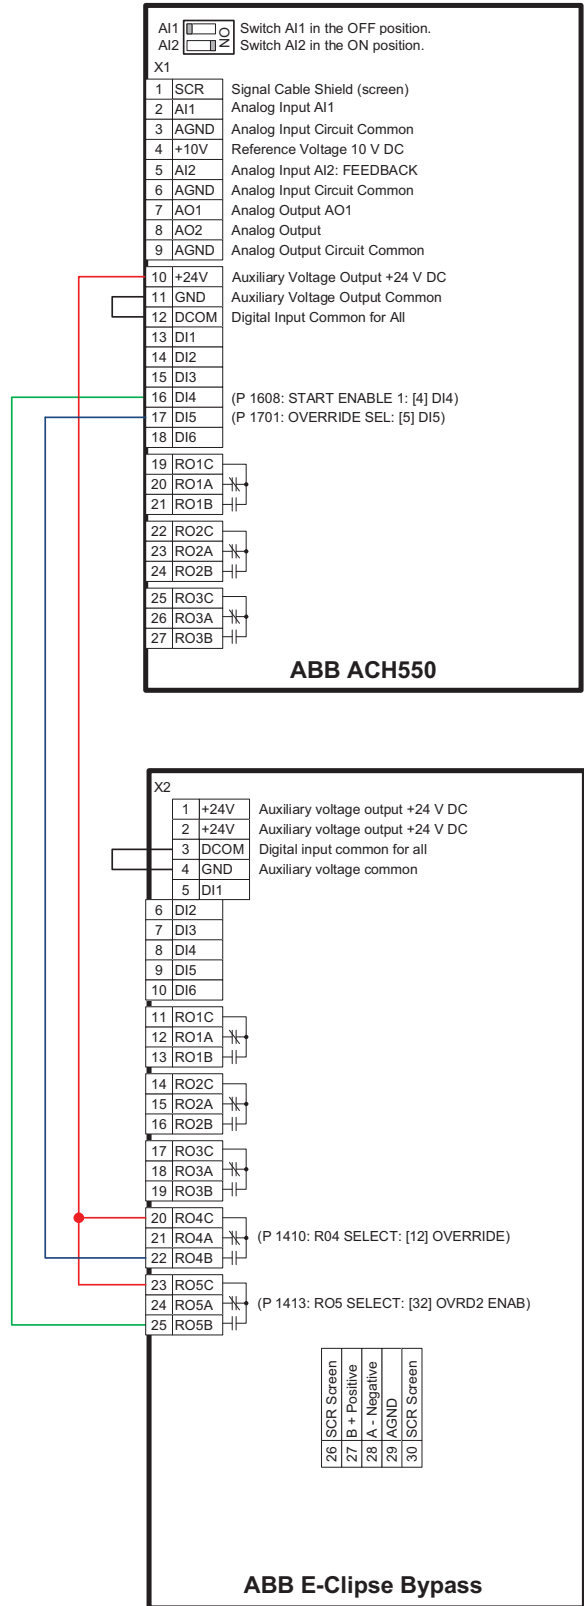 AI1 ON Switch AI1 in the OFF position.
AI2 Switch AI2 in the ON position.
X1
1 SCR Signal Cable Shield (screen)
2 AI1 Analog Input AI1
3 AGND Analog Input Circuit Common
4 +10V Reference Voltage 10 V DC
5 AI2 Analog Input AI2: FEEDBACK
6 AGND Analog Input Circuit Common
7 AO1 Analog Output AO1
8 AO2 Analog Output
9 AGND Analog Output Circuit Common
10 +24V Auxiliary Voltage Output +24 V DC
11 GND Auxiliary Voltage Output Common
12 DCOM Digital Input Common for All
13 DI1
14 DI2
15 DI3
16 DI4 (P 1608: START ENABLE 1: [4] DI4)
17 DI5 (P 1701: OVERRIDE SEL: [5] DI5)
18 DI6
19 RO1C
20 RO1A
21 RO1B
22 RO2C
23 RO2A
24 RO2B
25 RO3C
26 RO3A
27 RO3B
ABB ACH550
X2
1 +24V Auxiliary voltage output +24 V DC
2 +24V Auxiliary voltage output +24 V DC
3 DCOM Digital input common for all
4 GND Auxiliary voltage common
5 DI1
6 DI2
7 DI3
8 DI4
9 DI5
10 DI6
11 RO1C
12 RO1A
13 RO1B
14 RO2C
15 RO2A
16 RO2B
17 RO3C
18 RO3A
19 RO3B
20 RO4C
21 RO4A (P 1410: R04 SELECT: [12] OVERRIDE)
22 RO4B
23 RO5C
24 RO5A (P 1413: RO5 SELECT: [32] OVRD2 ENAB)
25 RO5B
26 SCR Screen
27 B + Positive
28 A - Negative
29 AGND
30 SCR Screen
ABB E-Clipse Bypass